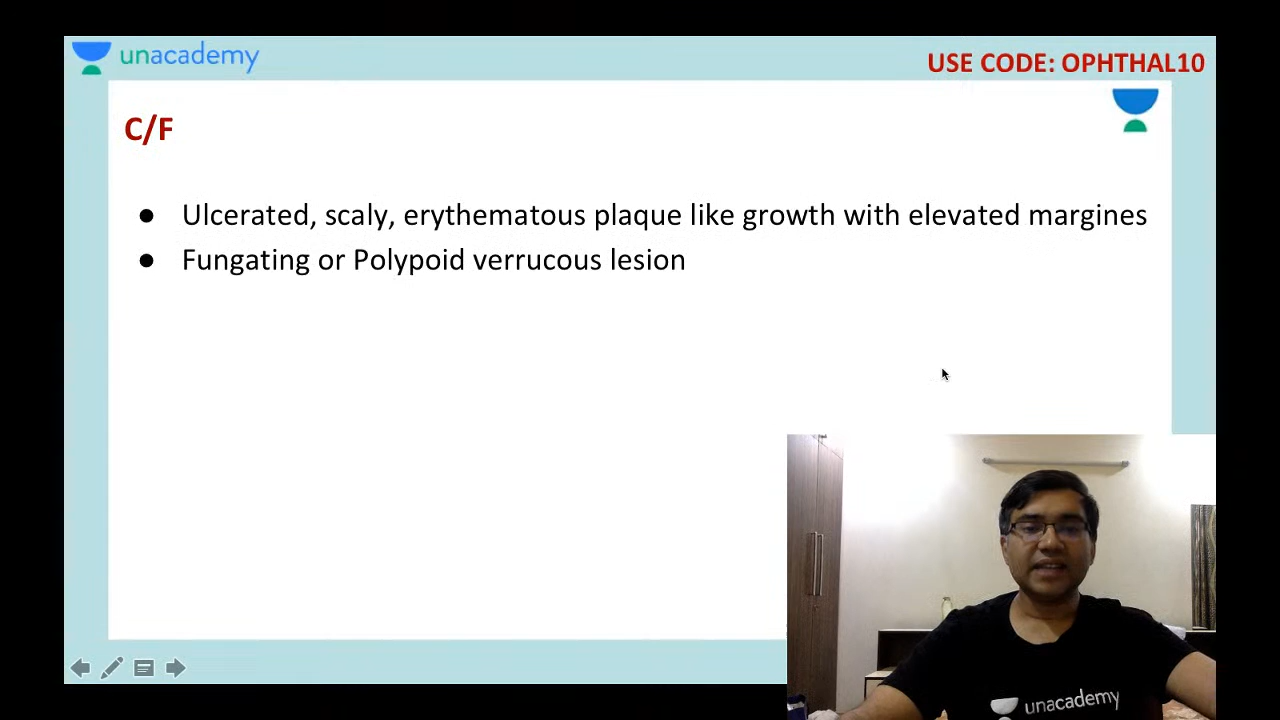 unacademy
USE CODE: OPHTHAL10
C/F
● Ulcerated, scaly, erythematous plaque like growth with elevated margines
● Fungating or Polypoid verrucous lesion
unacademy